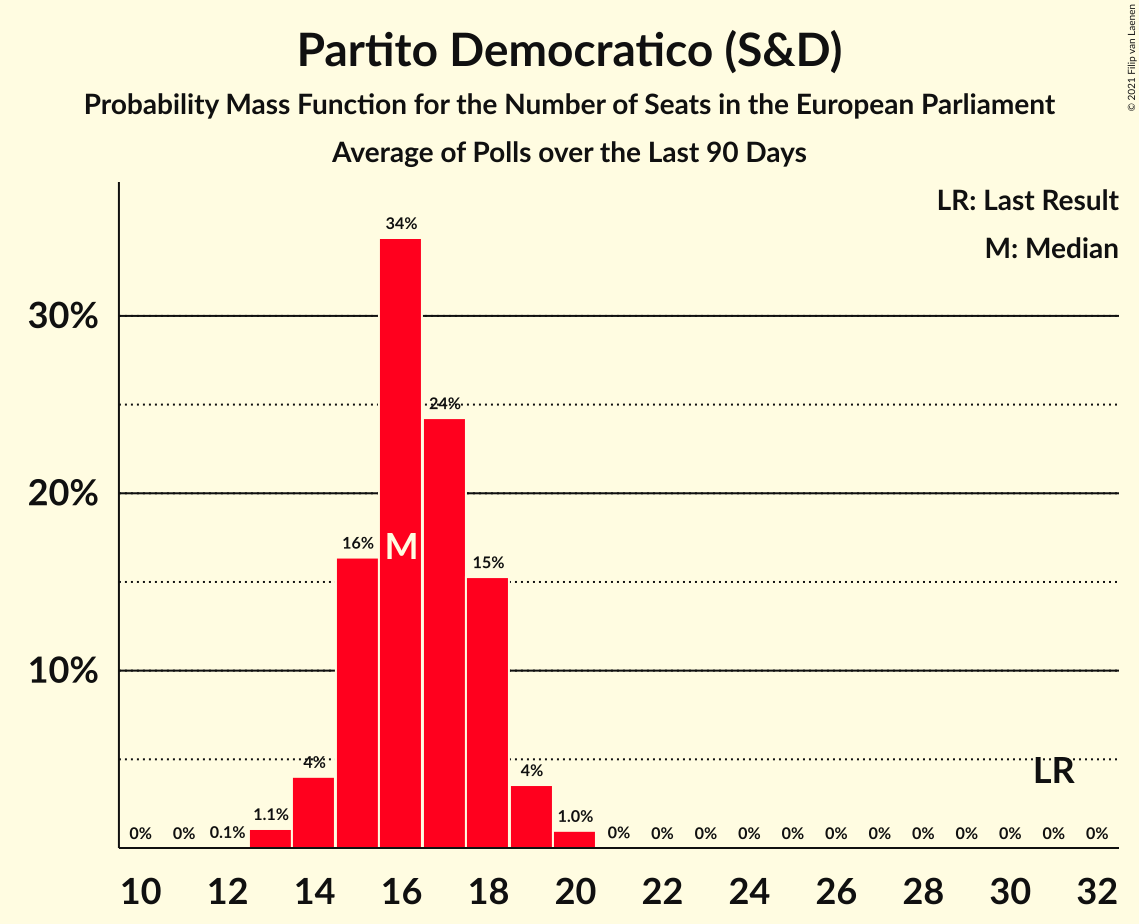 Partito Democratico (S&D)
Probability Mass Function for the Number of Seats in the European Parliament
Average of Polls over the Last 90 Days
© 2021 Filip van Laenen
LR: Last Result
M: Median
34%
30%
24%
20%
16%
M
15%
10%
4%
4%
LR
1.1%
1.0%
0% 0% 0.1% 0% 0% 0% 0% 0% 0% 0% 0% 0% 0% 0% 0%
10 12 14 16 18 20 22 24 26 28 30 32